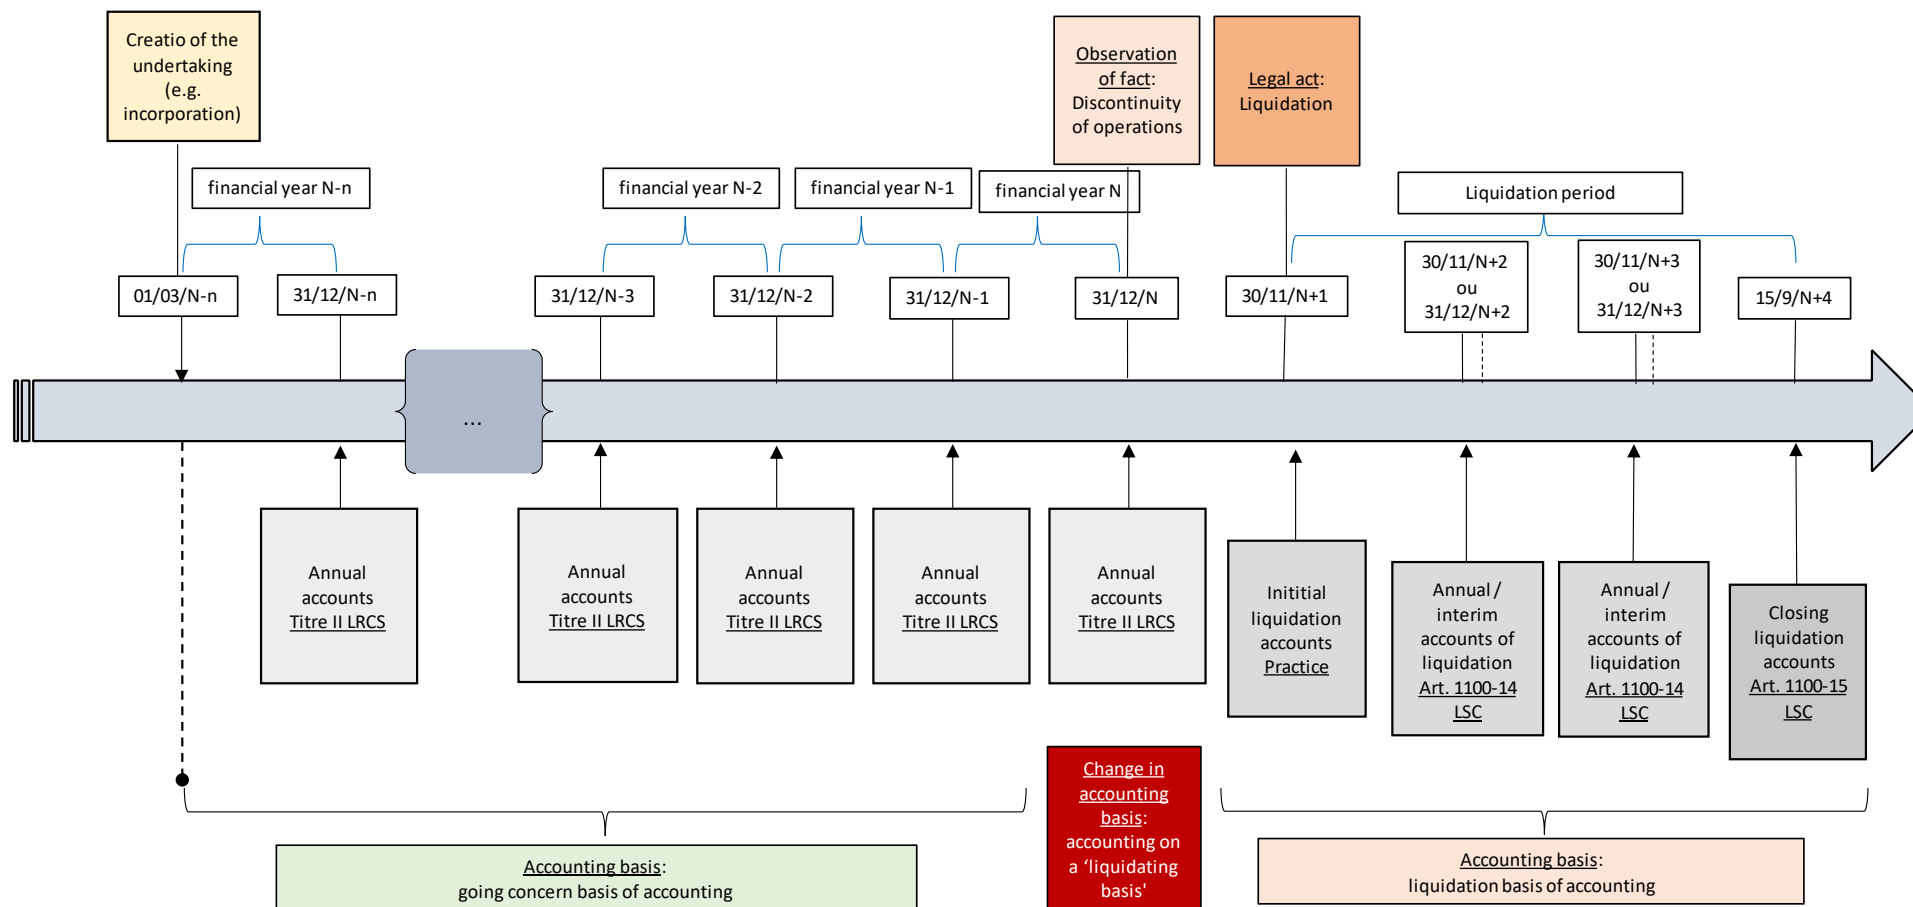 Creatio of the
undertaking
(e.g.
incorporation)
Observation
of fact:
Discontinuity
of operations
Legal act:
Liquidation
financial year N-n
financial year N-2
financial year N-1
financial year N
Liquidation period
01/03/N-n
31/12/N-n
31/12/N-3
31/12/N-2
31/12/N-1
31/12/N
30/11/N+1
30/11/N+2
ou
31/12/N+2
30/11/N+3
ou
31/12/N+3
15/9/N+4
...
Annual
accounts
Titre II LRCS
Annual
accounts
Titre II LRCS
Annual
accounts
Titre II LRCS
Annual
accounts
Titre II LRCS
Annual
accounts
Titre II LRCS
Inititial
liquidation
accounts
Practice
Annual /
interim
accounts of
liquidation
Art. 1100-14
LSC
Annual /
interim
accounts of
liquidation
Art. 1100-14
LSC
Closing
liquidation
accounts
Art. 1100-15
LSC
Accounting basis:
going concern basis of accounting
Change in
accounting
basis:
accounting on
a ‘liquidating
basis'
Accounting basis:
liquidation basis of accounting